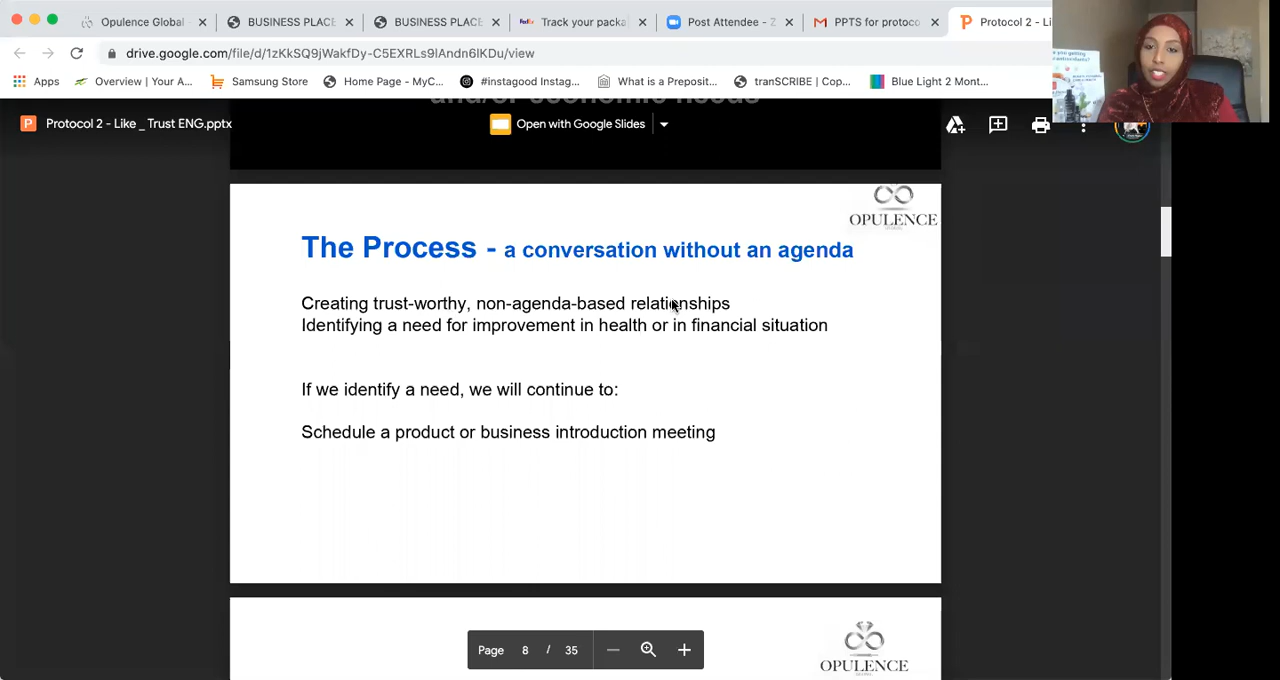 Opulence Global
BUSINESS PLACE
BUSINESS PLACE
FedEx
Track your packa
Post Attendee - Z
PPTS for protoco
Protocol 2 - Li
drive.google.com/file/d/1zKkSQ9jWakfDy-C5EXRLs9lAndn6lKDu/view
Apps
Overview | Your A...
Samsung Store
Home Page - MyC...
#instagood Instag...
What is a Preposit...
tranSCRIBE | Cop...
Blue Light 2 Mont...
and/or economic needs
P
Protocol 2 - Like _ Trust ENG.pptx
Open with Google Slides
OPULENCE
The Process - a conversation without an agenda
Creating trust-worthy, non-agenda-based relationships
Identifying a need for improvement in health or in financial situation
If we identify a need, we will continue to:
Schedule a product or business introduction meeting
Page 8 / 35
OPULENCE